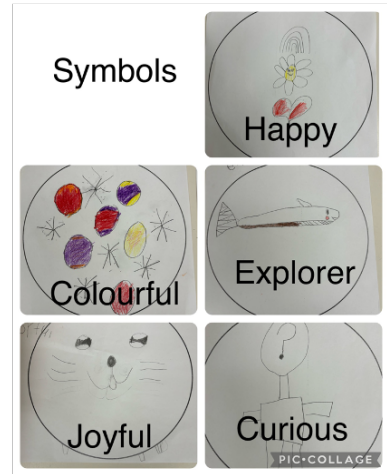 Symbols
Happy
Colourful
Explorer
Joyful
?
Curious
PIC•COLLAGE